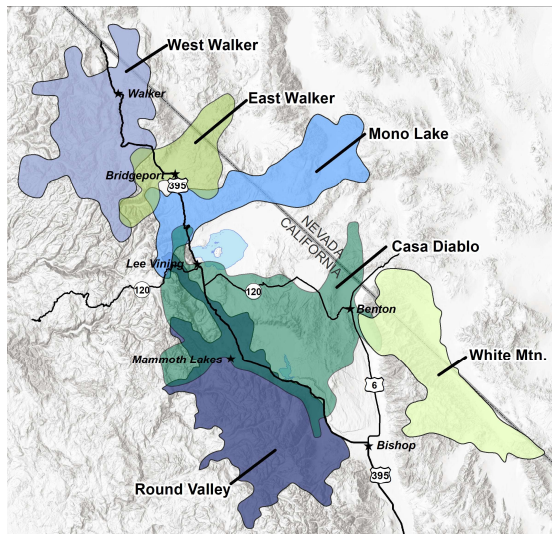 West Walker
Walker
East Walker
Mono Lake
Bridgeport
395
NEVADA
CALIFORNIA
Casa Diablo
Lee Vining
120
120
Benton
White Mtn.
Mammoth Lakes
6
Bishop
Round Valley
395